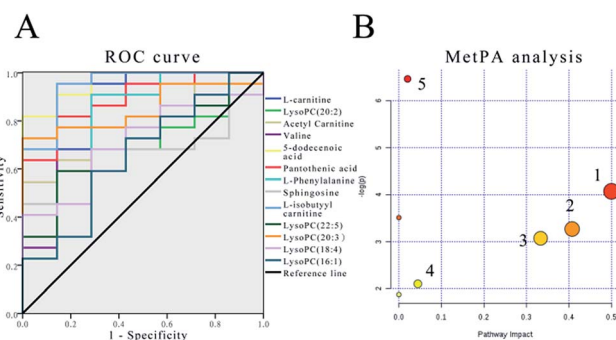 A
B
ROC curve
MetPA analysis
Sensitivity
1.0
0.8
0.6
0.4
0.2
0.0
0.0
0.2
0.4
0.6
0.8
1.0
1 - Specificity
L-carnitine
LysoPC(20:2)
Acetyl Carnitine
Valine
5-dodecenoic
acid
Pantothenic acid
L-Phenylalanine
Sphingosine
L-isobutyyl
carnitine
LysoPC(22:5)
LysoPC(20:3)
LysoPC(18:4)
LysoPC(16:1)
Reference line
-log(p)
6
5
4
3
2
5
1
2
3
4
0.0
0.1
0.2
0.3
0.4
0.5
Pathway Impact